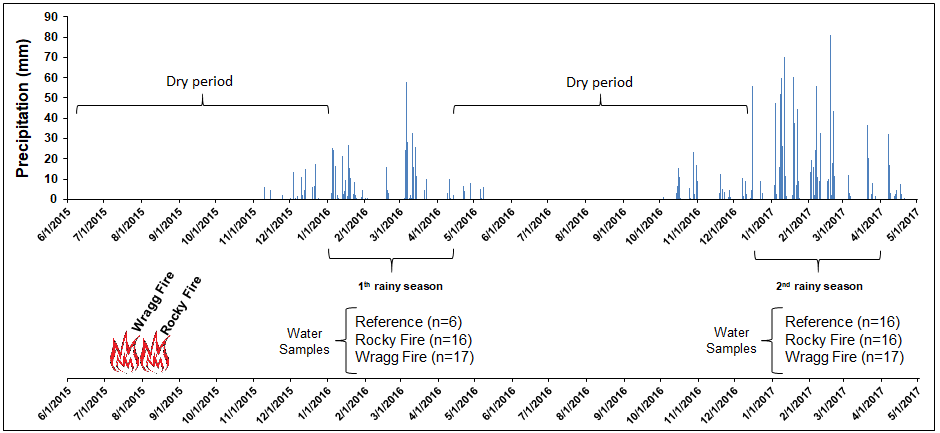 90
80
70
60
50
40
30
20
10
0
Precipitation (mm)
Dry period
Dry period
6/1/2015 7/1/2015 8/1/2015 9/1/2015 10/1/2015 11/1/2015 12/1/2015 1/1/2016 2/1/2016 3/1/2016 4/1/2016 5/1/2016 6/1/2016 7/1/2016 8/1/2016 9/1/2016 10/1/2016 11/1/2016 12/1/2016 1/1/2017 2/1/2017 3/1/2017 4/1/2017 5/1/2017
1th rainy season
2nd rainy season
Wragg Fire
Rocky Fire
Water
Samples
Reference (n=6)
Rocky Fire (n=16)
Wragg Fire (n=17)
Water
Samples
Reference (n=16)
Rocky Fire (n=16)
Wragg Fire (n=17)
6/1/2015 7/1/2015 8/1/2015 9/1/2015 10/1/2015 11/1/2015 12/1/2015 1/1/2016 2/1/2016 3/1/2016 4/1/2016 5/1/2016 6/1/2016 7/1/2016 8/1/2016 9/1/2016 10/1/2016 11/1/2016 12/1/2016 1/1/2017 2/1/2017 3/1/2017 4/1/2017 5/1/2017